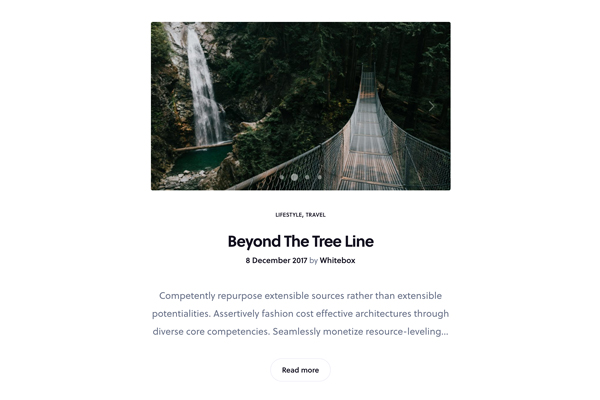 LIFESTYLE, TRAVEL
Beyond The Tree Line
8 December 2017 by Whitebox
Competently repurpose extensible sources rather than extensible
potentialities. Assertively fashion cost effective architectures through
diverse core competencies. Seamlessly monetize resource-leveling...
Read more